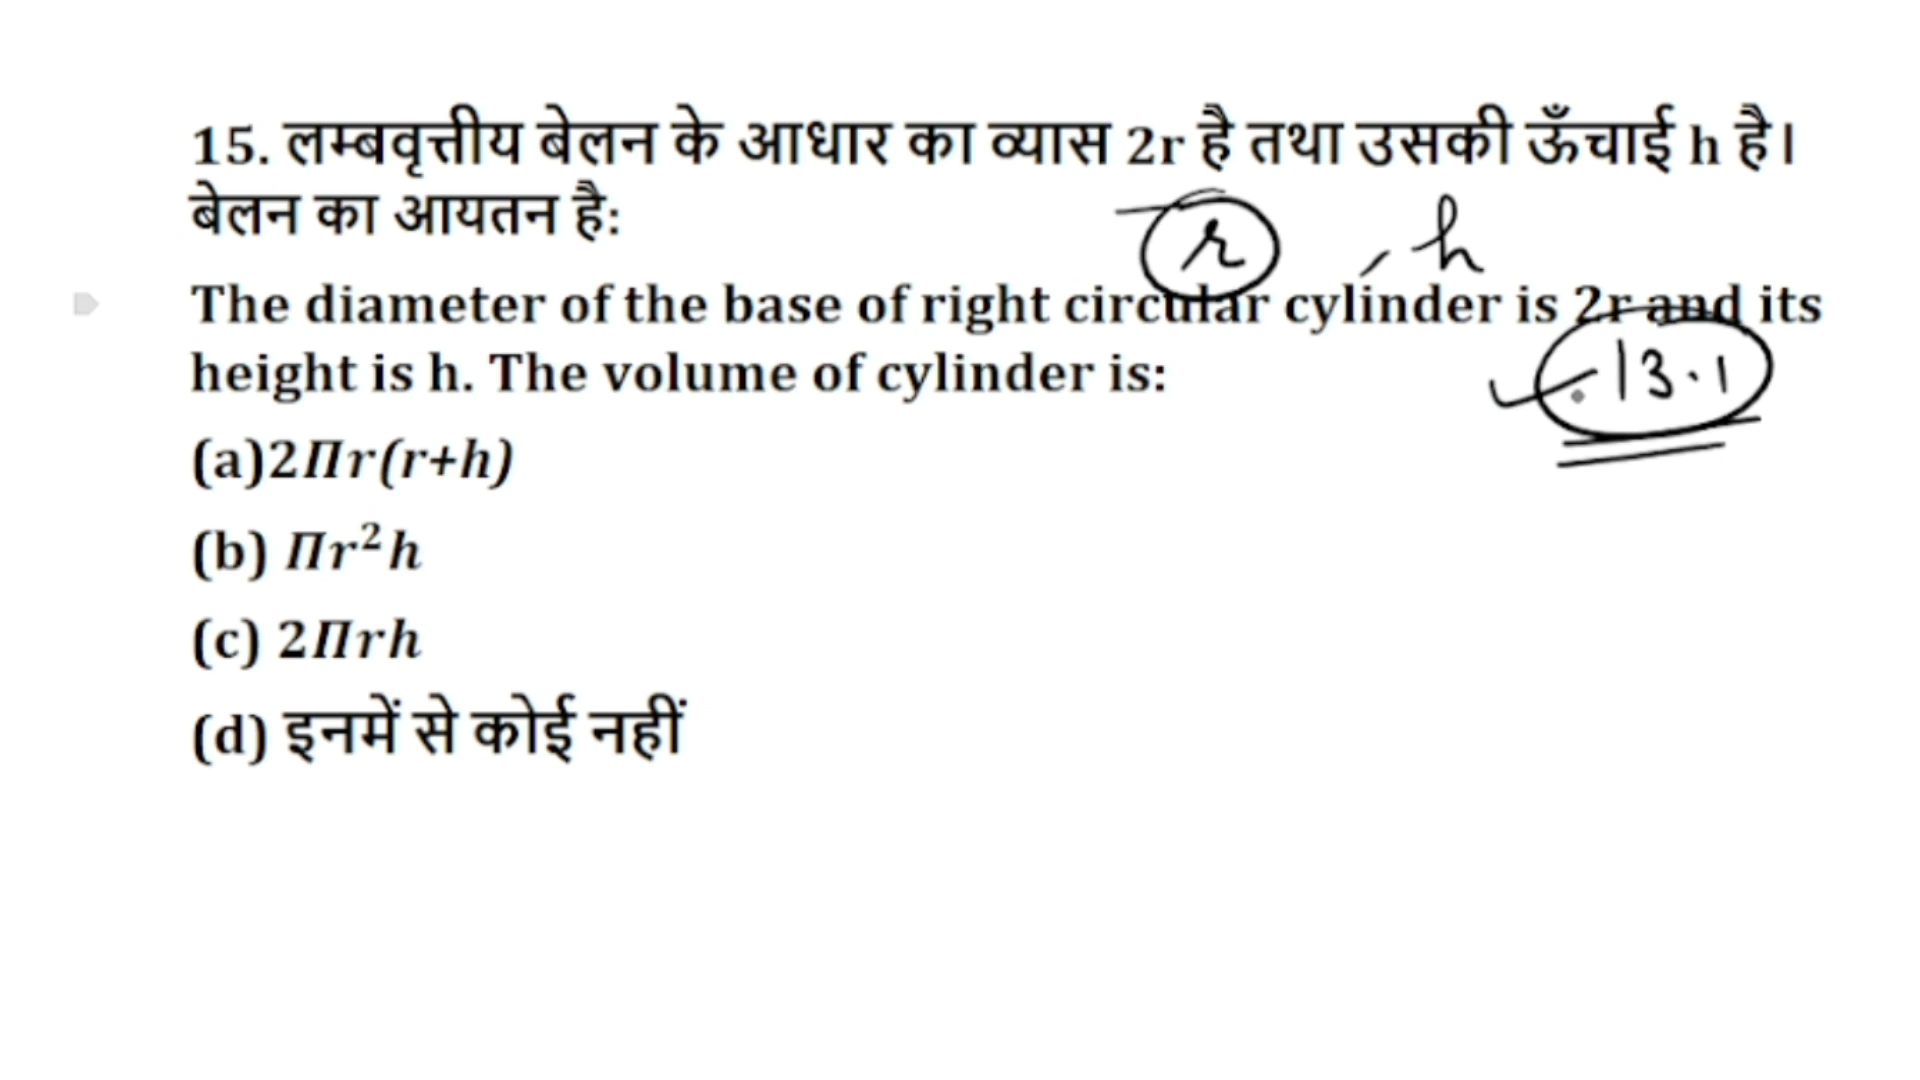 15. लम्बवृत्तीय बेलन के आधार का व्यास 2r है तथा उसकी ऊँचाई h है।
बेलन का आयतन है:
r , h
The diameter of the base of right circular cylinder is 2r and its
height is h. The volume of cylinder is:
13.1
(a)2Πr(r+h)
(b) Πr²h
(c) 2Πrh
(d) इनमें से कोई नहीं